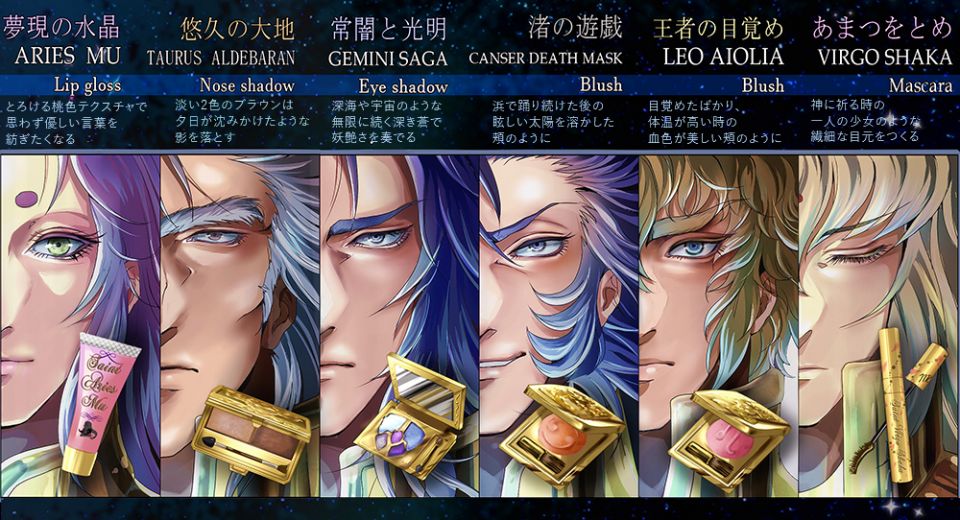 夢現の水晶
ARIES MU
Lip gloss
とろける桃色テクスチャで
思わず優しい言葉を
紡ぎたくなる
悠久の大地
TAURUS ALDEBARAN
Nose shadow
淡い2色のブラウンは
夕日が沈みかけたような
影を落とす
常闇と光明
GEMINI SAGA
Eye shadow
深海や宇宙のような
無限に続く深き蒼で
妖艶さを奏でる
渚の遊戯
CANSER DEATH MASK
Blush
浜で踊り続けた後の
眩しい太陽を溶かした
頬のように
王者の目覚め
LEO AIOLIA
Blush
目覚めたばかり、
体温が高い時の
血色が美しい頬のように
あまつをとめ
VIRGO SHAKA
Mascara
神に祈る時の
一人の少女のような
繊細な目元をつくる
Saint
Aries
Mu